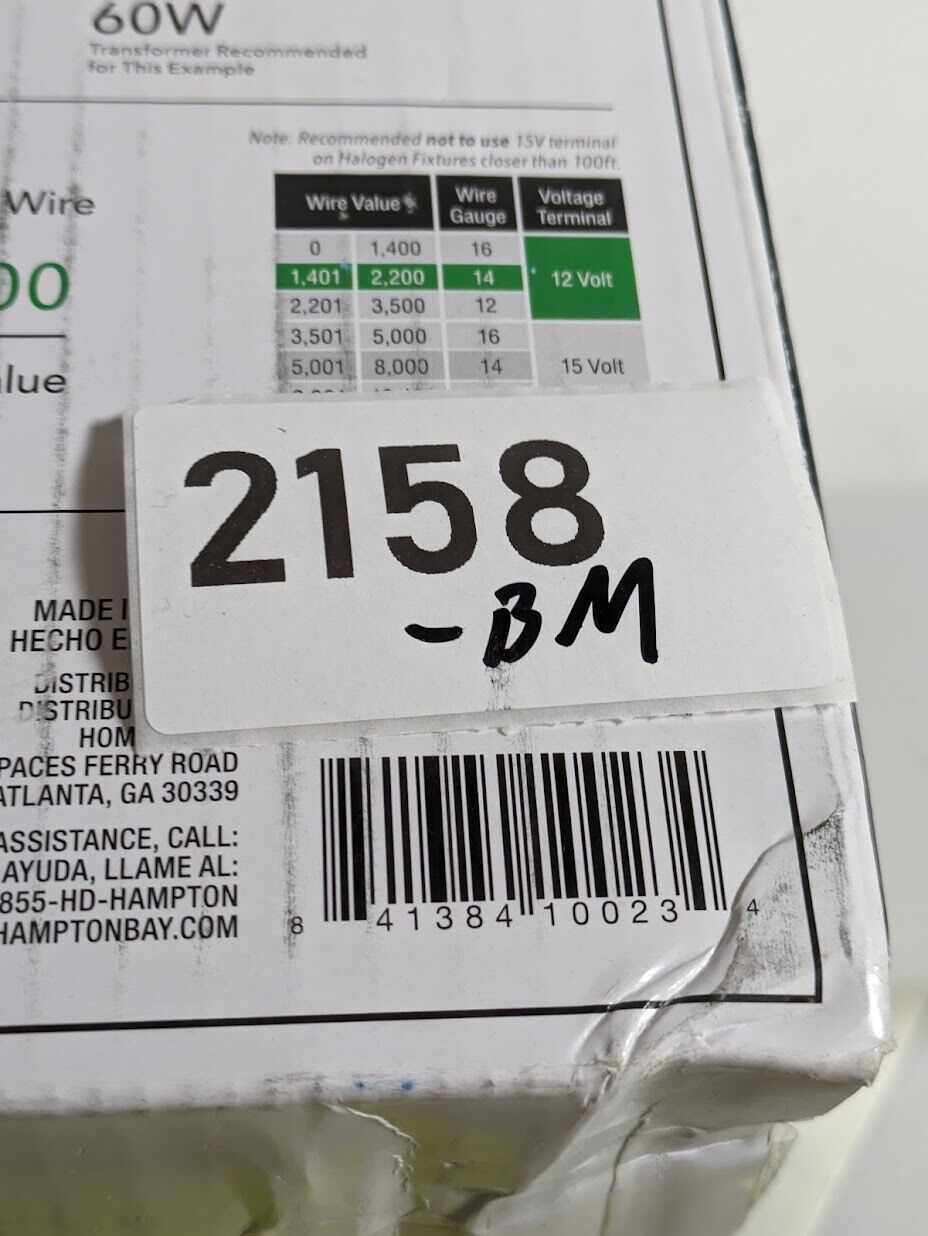 60W
Transformer Recommended
for This Example
Note: Recommended not to use 15V terminal
on Halogen Fixtures closer than 100ft.
Wire
Wire Value Wire Gauge Voltage Terminal
0 1,400 16
1,401 2,200 14 12 Volt
2,201 3,500 12
3,501 5,000 16
5,001 8,000 14 15 Volt
00
lue
2158
-BM
MADE I
HECHO E
DISTRIB
DISTRIBU
HOM
PACES FERRY ROAD
ATLANTA, GA 30339
ASSISTANCE, CALL:
AYUDA, LLAME AL:
855-HD-HAMPTON
HAMPTONBAY.COM
8 41384 10023 4